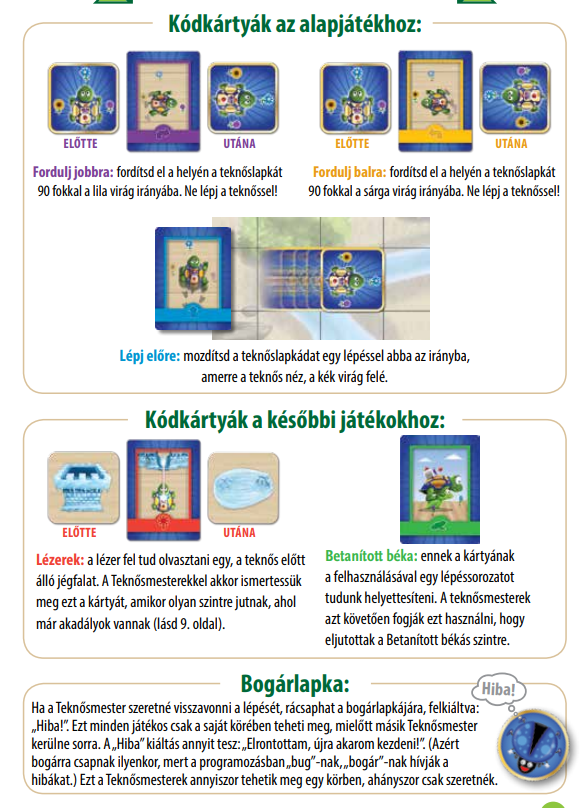 Kódkártyák az alapjátékhoz:
ELŐTTE
UTÁNA
ELŐTTE
UTÁNA
Fordulj jobbra: fordítsd el a helyén a teknőslapkát
90 fokkal a lila virág irányába. Ne lépj a teknőssel!
Fordulj balra: fordítsd el a helyén a teknőslapkát
90 fokkal a sárga virág irányába. Ne lépj a teknőssel!
Lépj előre: mozdítsd a teknőslapkádat egy lépéssel abba az irányba,
amerre a teknős néz, a kék virág felé.
Kódkártyák a későbbi játékokhoz:
ELŐTTE
UTÁNA
Lézerek: a lézer fel tud olvasztani egy, a teknős előtt
álló jégfalat. A Teknősmesterekkel akkor ismertessük
meg ezt a kártyát, amikor olyan szintre jutnak, ahol
már akadályok vannak (lásd 9. oldal).
Betanított béka: ennek a kártyának
a felhasználásával egy lépéssorozatot
tudunk helyettesíteni. A teknősmesterek
azt követően fogják ezt használni, hogy
eljutottak a Betanított békás szintre.
Bogárlapka:
Hiba!
Ha a Teknősmester szeretné visszavonni a lépését, rácsaphat a bogárlapkájára, felkiáltva:
„Hiba!". Ezt minden játékos csak a saját körében teheti meg, mielőtt másik Teknősmester
kerülne sorra. A „Hiba" kiáltás annyit tesz: „Elrontottam, újra akarom kezdeni!". (Azért
bogárra csapnak ilyenkor, mert a programozásban „bug"-nak, „bogár"-nak hívják a
hibákat.) Ezt a Teknősmesterek annyiszor tehetik meg egy körben, ahányszor csak szeretnék.